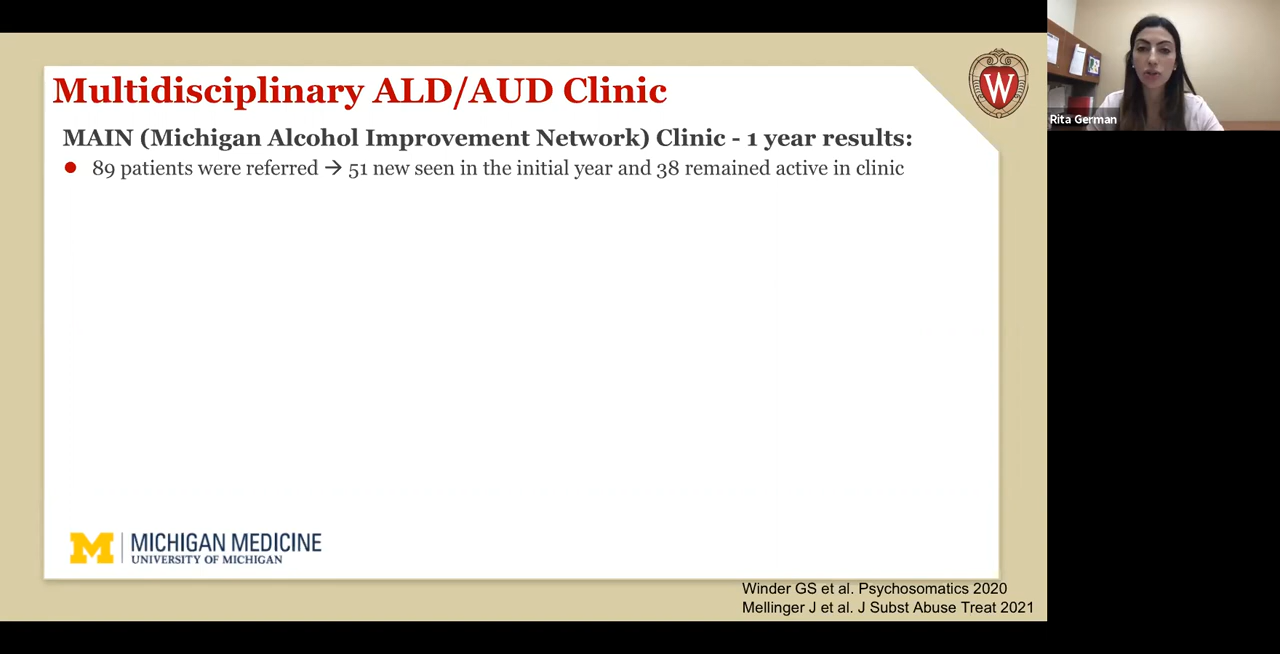 Multidisciplinary ALD/AUD Clinic
MAIN (Michigan Alcohol Improvement Network) Clinic - 1 year results:
● 89 patients were referred → 51 new seen in the initial year and 38 remained active in clinic
W
Rita German
M | MICHIGAN MEDICINE
UNIVERSITY OF MICHIGAN
Winder GS et al. Psychosomatics 2020
Mellinger J et al. J Subst Abuse Treat 2021